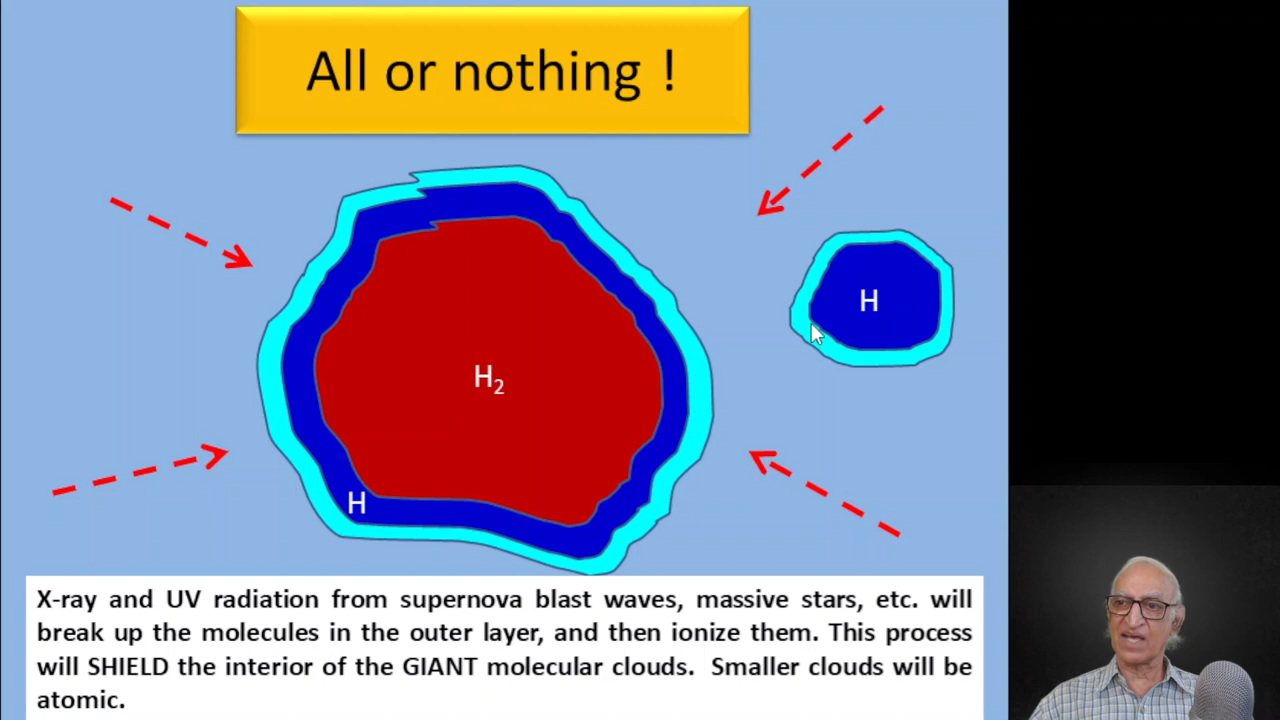 All or nothing !
H
H₂
H
X-ray and UV radiation from supernova blast waves, massive stars, etc. will
break up the molecules in the outer layer, and then ionize them. This process
will SHIELD the interior of the GIANT molecular clouds. Smaller clouds will be
atomic.